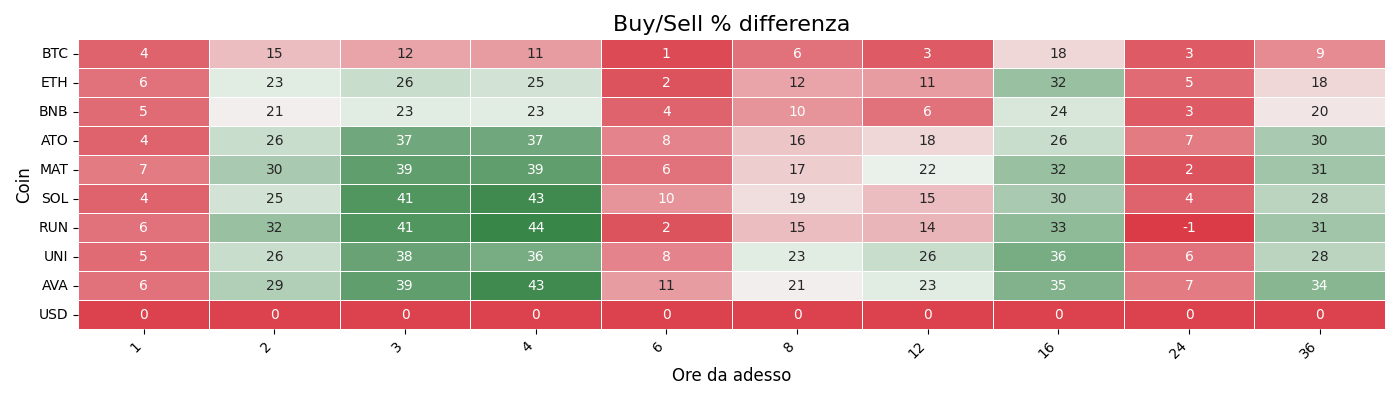 Buy/Sell % differenza
Coin
BTC 4 15 12 11 1 6 3 18 3 9
ETH 6 23 26 25 2 12 11 32 5 18
BNB 5 21 23 23 4 10 6 24 3 20
ATO 4 26 37 37 8 16 18 26 7 30
MAT 7 30 39 39 6 17 22 32 2 31
SOL 4 25 41 43 10 19 15 30 4 28
RUN 6 32 41 44 2 15 14 33 -1 31
UNI 5 26 38 36 8 23 26 36 6 28
AVA 6 29 39 43 11 21 23 35 7 34
USD 0 0 0 0 0 0 0 0 0 0
1 2 3 4 6 8 12 16 24 36
Ore da adesso